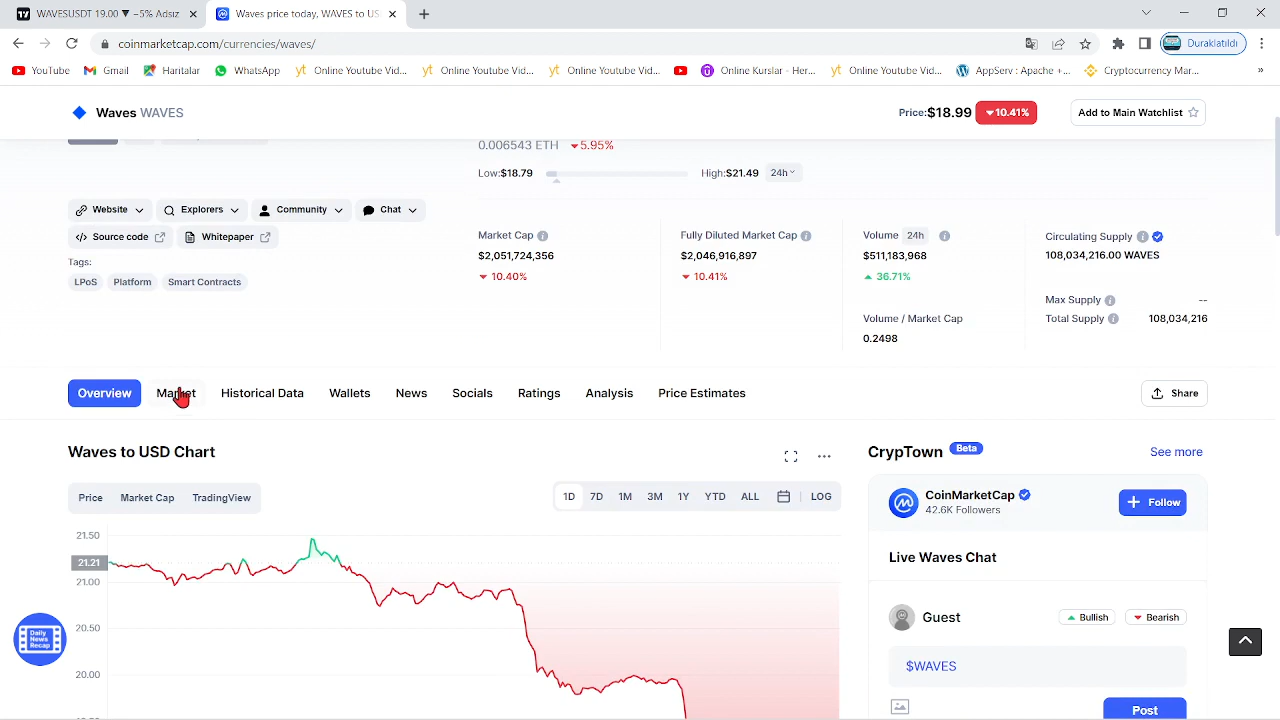 WAVESUSDT 19.00 ▼ −5% Adsız
Waves price today, WAVES to US
coinmarketcap.com/currencies/waves/
Duraklatıldı
YouTube
Gmail
Haritalar
WhatsApp
Online Youtube Vid...
Online Youtube Vid...
Online Youtube Vid...
Online Kurslar - Her...
Online Youtube Vid...
AppServ : Apache +...
Cryptocurrency Mar...
»
Waves WAVES
Price:$18.99
▼10.41%
Add to Main Watchlist
0.006543 ETH ▼5.95%
Low:$18.79
High:$21.49
24h
Website
Explorers
Community
Chat
Source code
Whitepaper
Tags:
LPoS
Platform
Smart Contracts
Market Cap
$2,051,724,356
▼ 10.40%
Fully Diluted Market Cap
$2,046,916,897
▼ 10.41%
Volume 24h
$511,183,968
▲ 36.71%
Volume / Market Cap
0.2498
Circulating Supply
108,034,216.00 WAVES
Max Supply --
Total Supply 108,034,216
Overview
Market
Historical Data
Wallets
News
Socials
Ratings
Analysis
Price Estimates
Share
Waves to USD Chart
Price
Market Cap
TradingView
1D
7D
1M
3M
1Y
YTD
ALL
LOG
21.50
21.21
21.00
20.50
20.00
Daily
News
Recap
CrypTown Beta
See more
CoinMarketCap
42.6K Followers
+ Follow
Live Waves Chat
Guest
▲ Bullish
▼ Bearish
$WAVES
Post